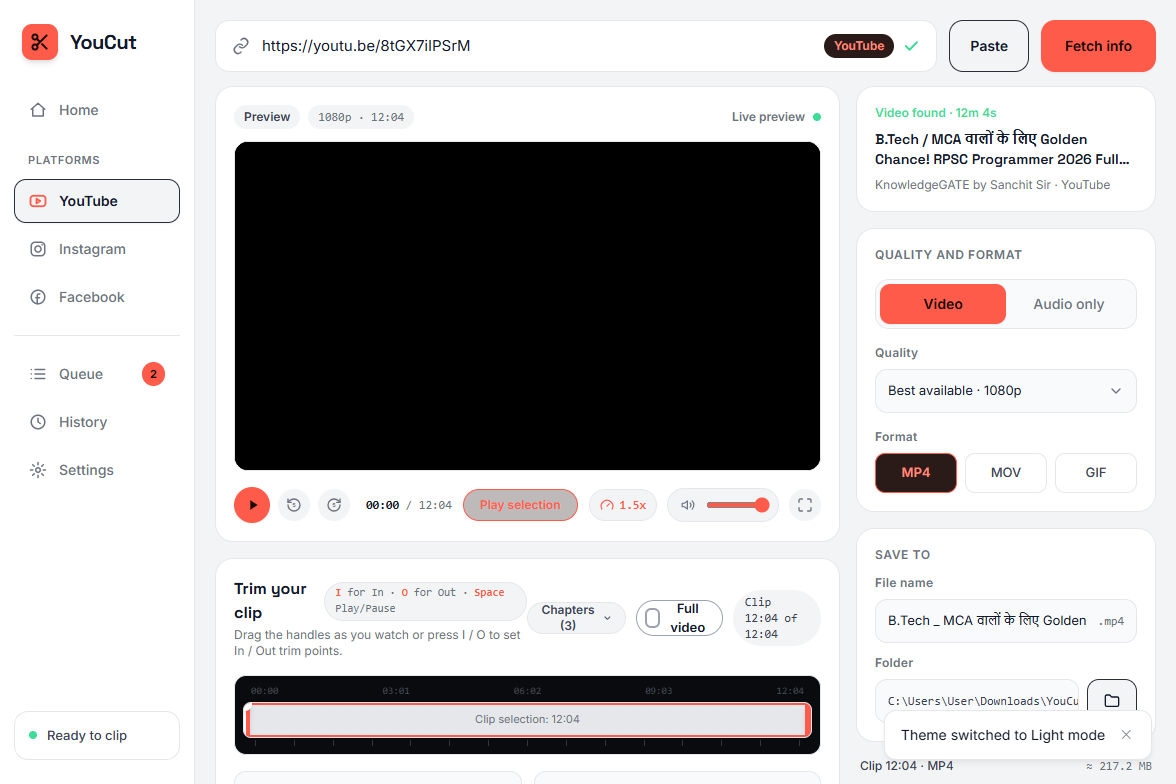 YouCut
https://youtu.be/8tGX7iIPSrM
YouTube
Paste
Fetch info
Home
PLATFORMS
YouTube
Instagram
Facebook
Queue
2
History
Settings
Ready to clip
Preview
1080p · 12:04
Live preview
5
5
00:00 / 12:04
Play selection
1.5x
Trim your
clip
I for In · O for Out · Space
Play/Pause
Drag the handles as you watch or press I / O to set
In / Out trim points.
Chapters
(3)
Full
video
Clip
12:04 of
12:04
00:00
03:01
06:02
09:03
12:04
Clip selection: 12:04
Video found · 12m 4s
B.Tech / MCA वालों के लिए Golden
Chance! RPSC Programmer 2026 Full...
KnowledgeGATE by Sanchit Sir · YouTube
QUALITY AND FORMAT
Video
Audio only
Quality
Best available · 1080p
Format
MP4
MOV
GIF
SAVE TO
File name
B.Tech _ MCA वालों के लिए Golden
.mp4
Folder
C:\Users\User\Downloads\YouCu
Theme switched to Light mode
Clip 12:04 · MP4
≈ 217.2 MB